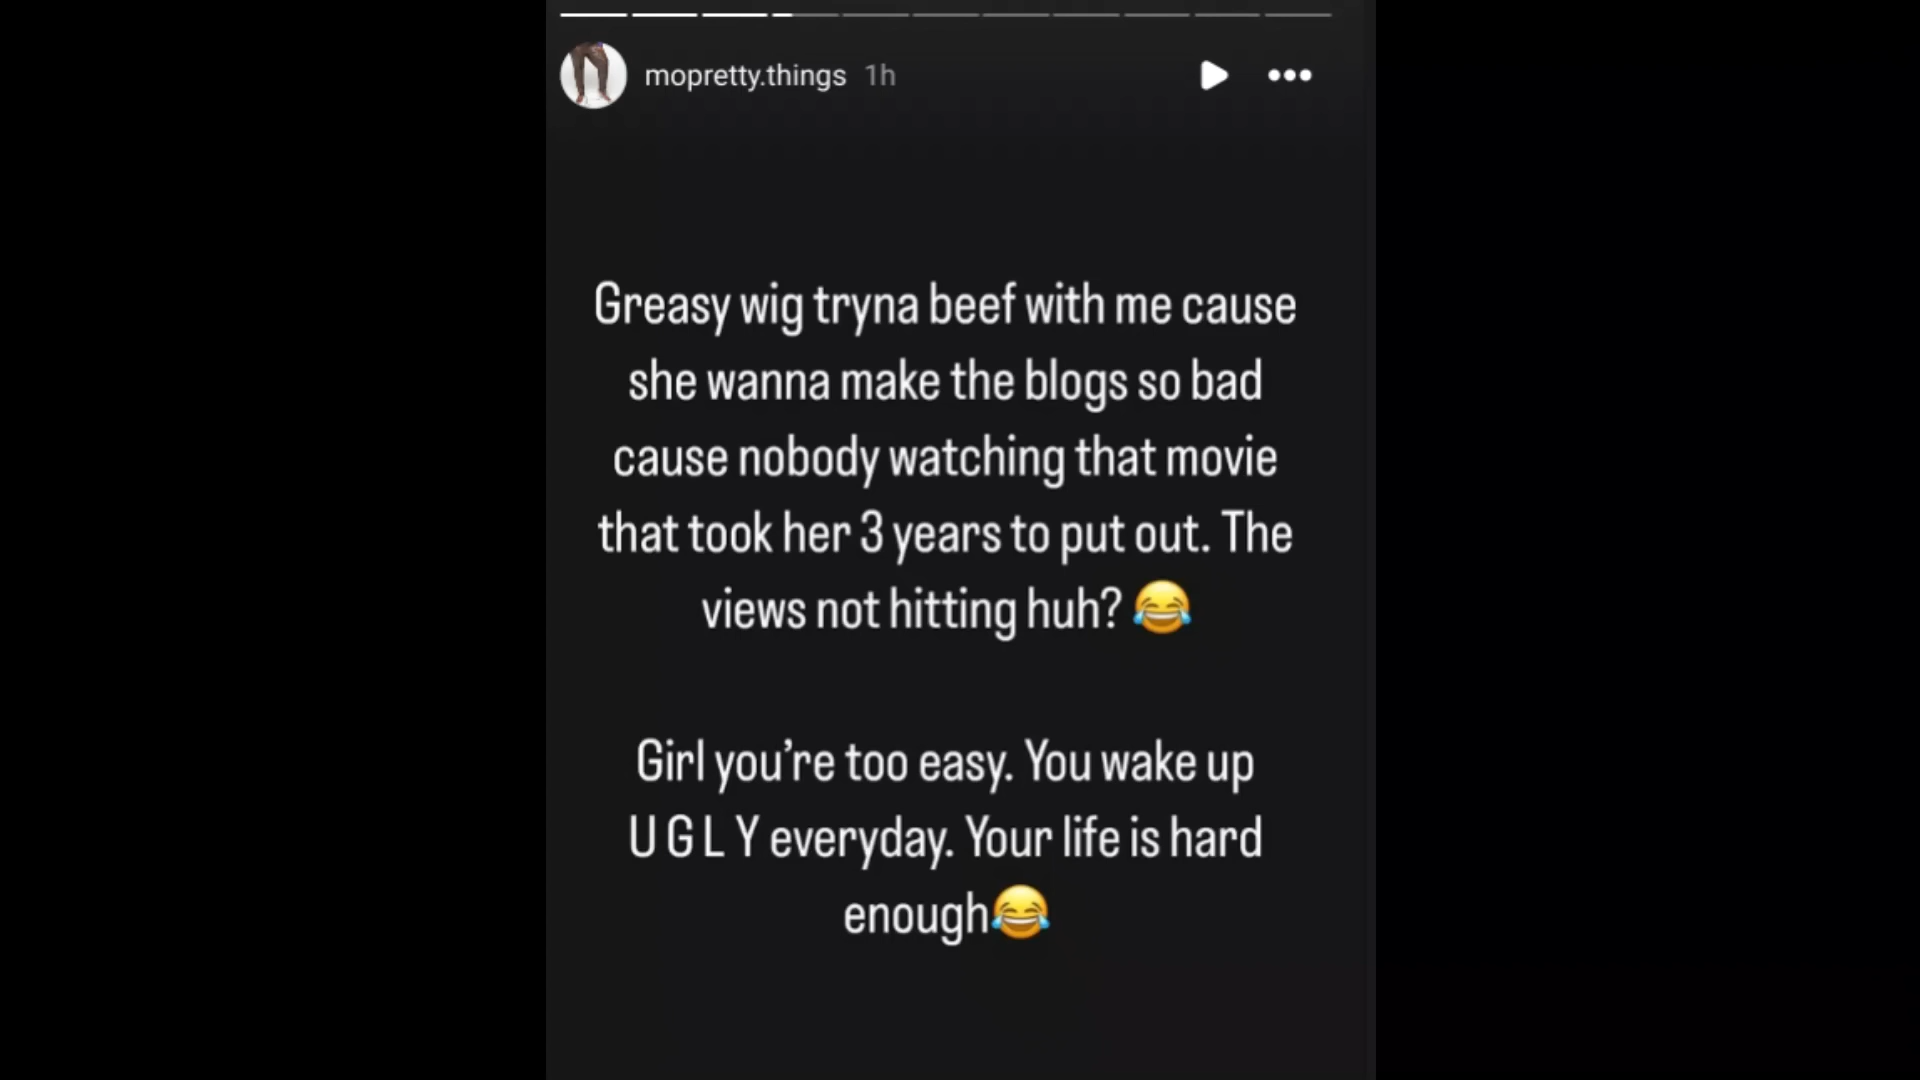 mopretty.things 1h
Greasy wig tryna beef with me cause
she wanna make the blogs so bad
cause nobody watching that movie
that took her 3 years to put out. The
views not hitting huh? 😂
Girl you’re too easy. You wake up
U G L Y everyday. Your life is hard
enough😂